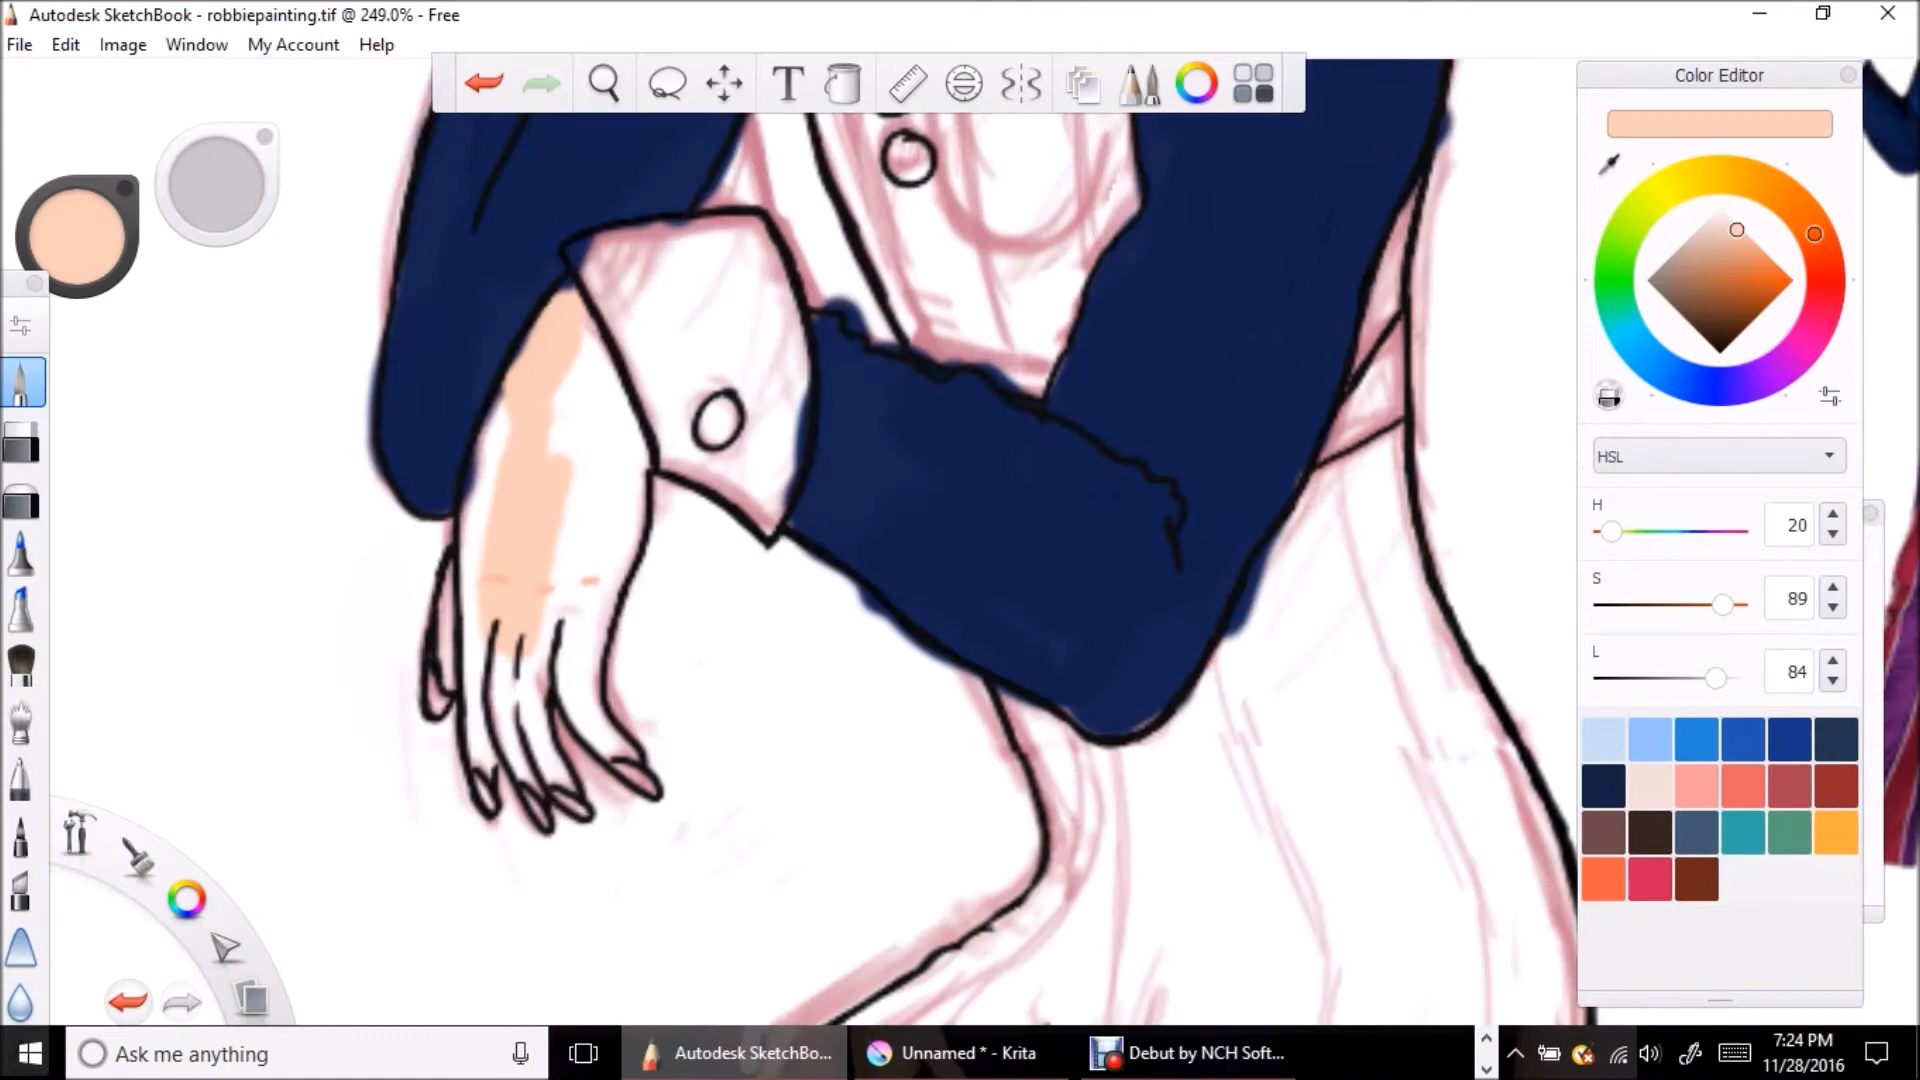 Autodesk SketchBook - robbiepainting.tif @ 249.0% - Free
File Edit Image Window My Account Help
T
Color Editor
HSL
H
20
S
89
L
84
Ask me anything
Autodesk SketchBo...
Unnamed * - Krita
Debut by NCH Soft...
7:24 PM
11/28/2016